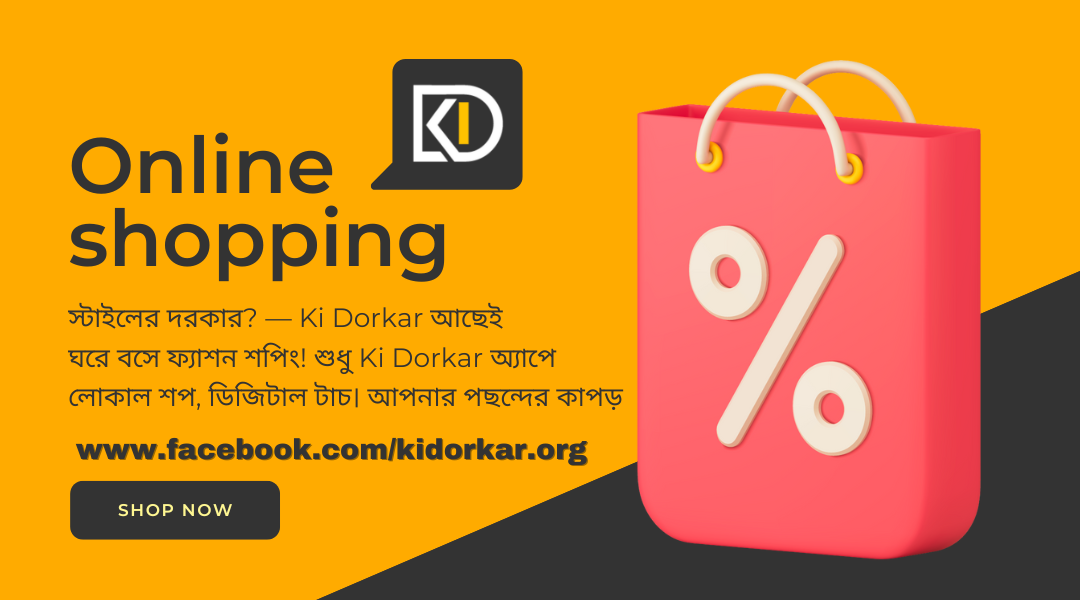 KD
Online
shopping
স্টাইলের দরকার? — Ki Dorkar আছেই
ঘরে বসে ফ্যাশন শপিং! শুধু Ki Dorkar অ্যাপে
লোকাল শপ, ডিজিটাল টাচ। আপনার পছন্দের কাপড়
www.facebook.com/kidorkar.org
SHOP NOW
%